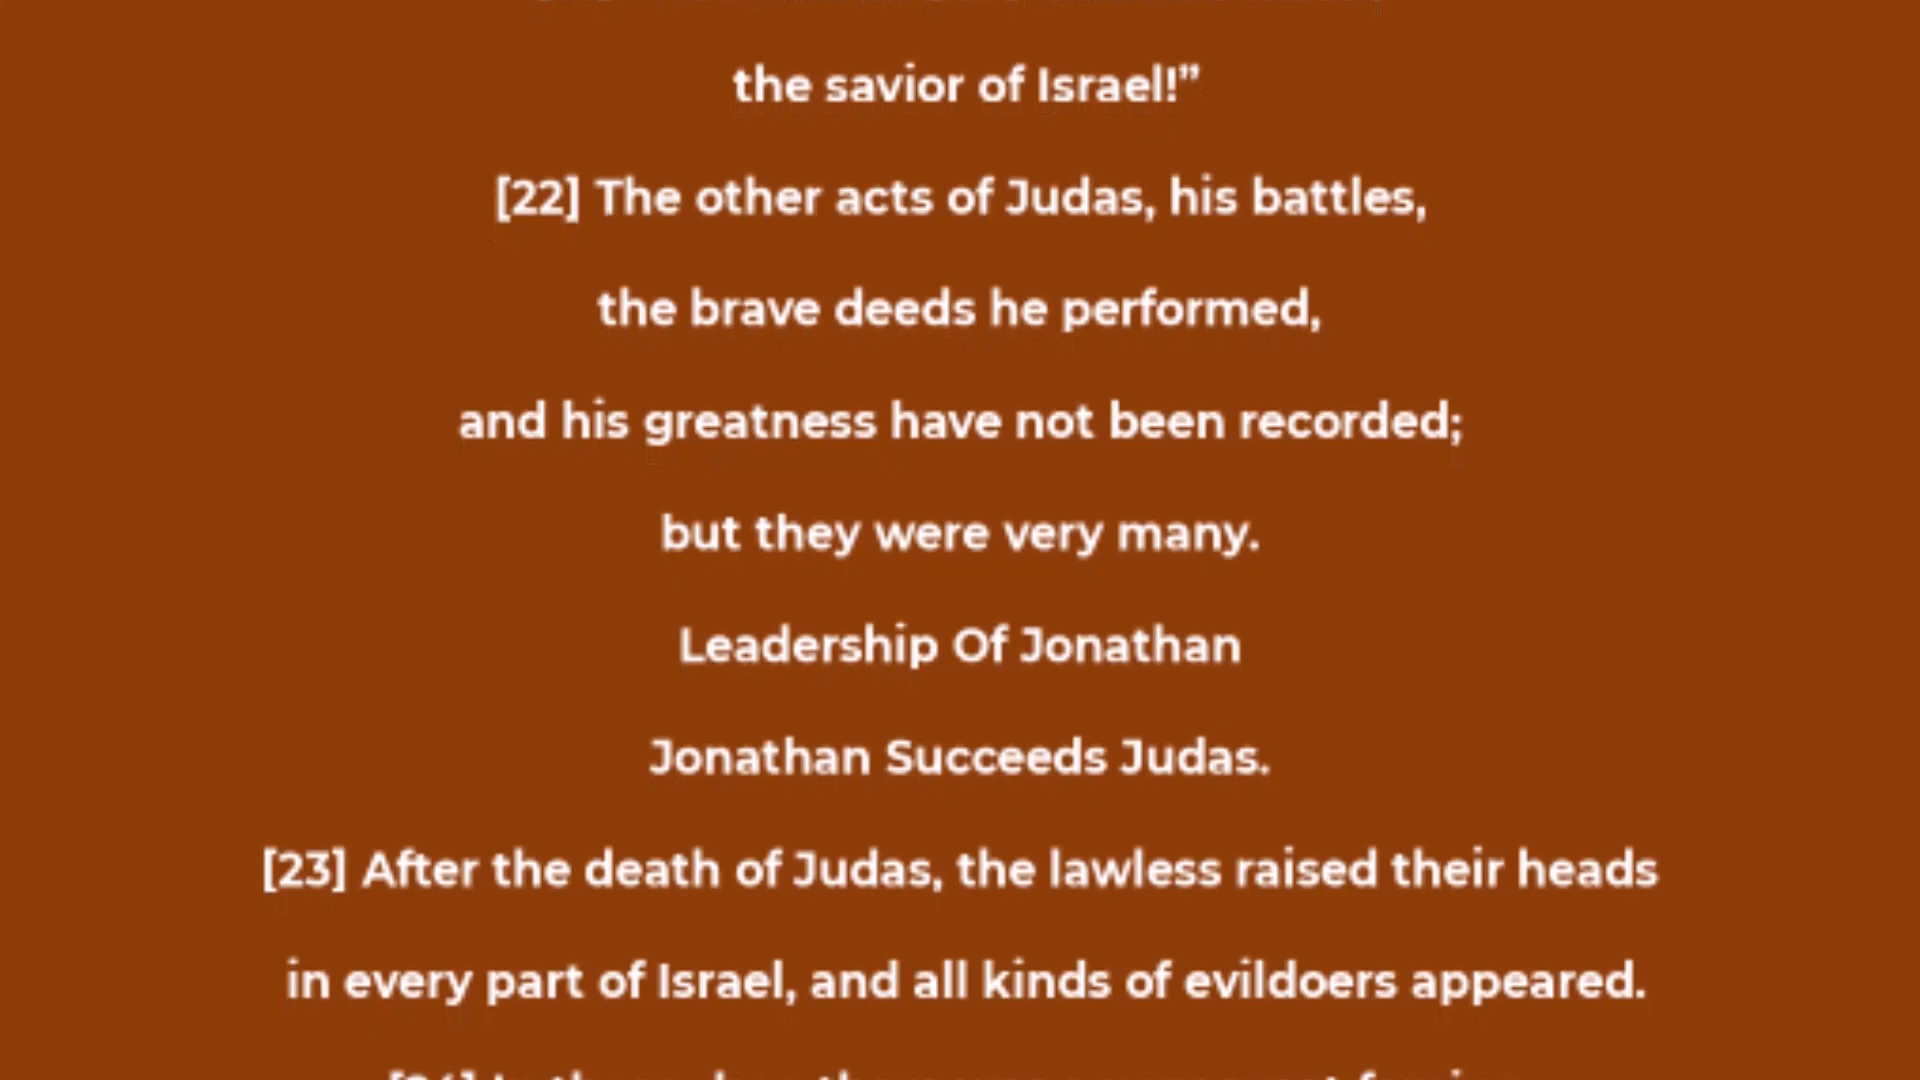 the savior of Israel!”
[22] The other acts of Judas, his battles,
the brave deeds he performed,
and his greatness have not been recorded;
but they were very many.
Leadership Of Jonathan
Jonathan Succeeds Judas.
[23] After the death of Judas, the lawless raised their heads
in every part of Israel, and all kinds of evildoers appeared.